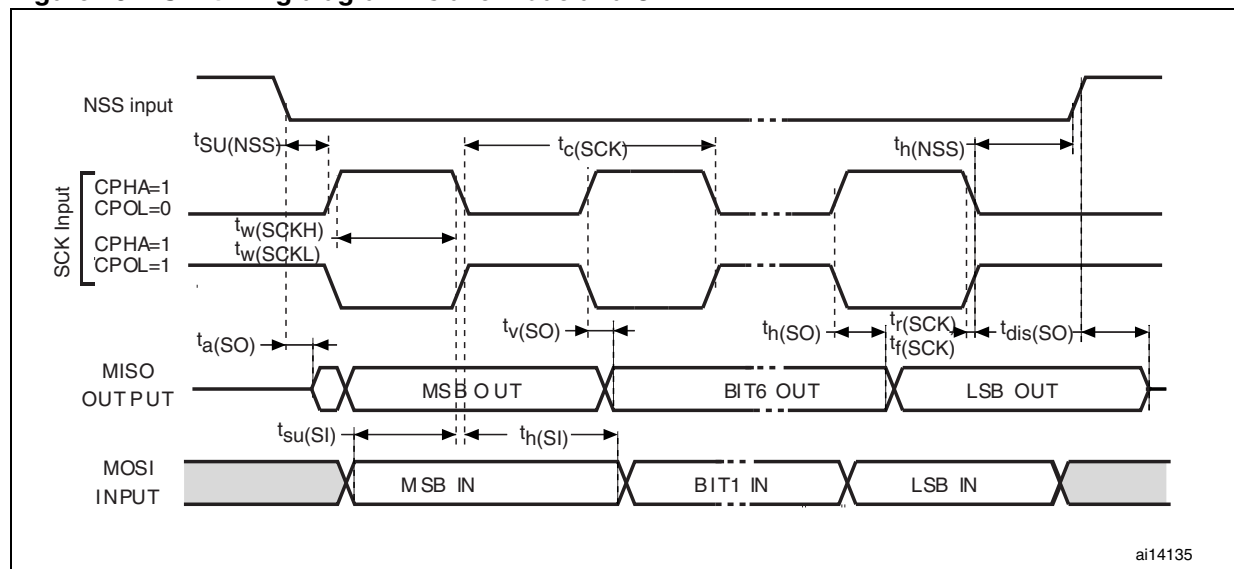 NSS input
tSU(NSS)
tc(SCK)
th(NSS)
SCK Input
CPHA=1
CPOL=0
tw(SCKH)
tw(SCKL)
CPHA=1
CPOL=1
ta(SO)
tv(SO)
th(SO)
tr(SCK)
tf(SCK)
tdis(SO)
MISO
OUTPUT
MSB OUT
BIT6 OUT
LSB OUT
tsu(SI)
th(SI)
MOSI
INPUT
MSB IN
BIT1 IN
LSB IN
ai14135